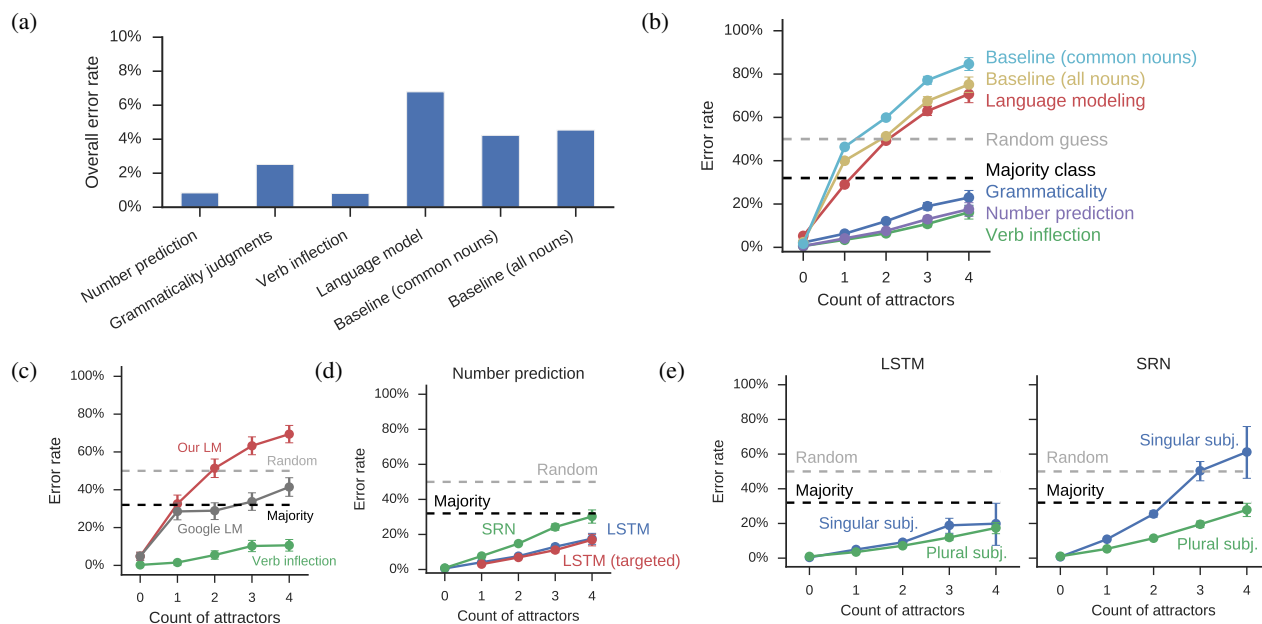 (a)
Overall error rate
10%
8%
6%
4%
2%
0%
Number prediction
Grammaticality judgments
Verb inflection
Language model
Baseline (common nouns)
Baseline (all nouns)
(b)
Error rate
100%
80%
60%
40%
20%
0%
Baseline (common nouns)
Baseline (all nouns)
Language modeling
Random guess
Majority class
Grammaticality
Number prediction
Verb inflection
0 1 2 3 4
Count of attractors
(c)
Error rate
100%
80%
60%
40%
20%
0%
Our LM
Random
Majority
Google LM
Verb inflection
0 1 2 3 4
Count of attractors
(d)
Number prediction
Error rate
100%
80%
60%
40%
20%
0%
Random
Majority
SRN
LSTM
LSTM (targeted)
0 1 2 3 4
Count of attractors
(e)
LSTM
Error rate
100%
80%
60%
40%
20%
0%
Random
Majority
Singular subj.
Plural subj.
0 1 2 3 4
Count of attractors
SRN
Singular subj.
Random
Majority
Plural subj.
0 1 2 3 4
Count of attractors